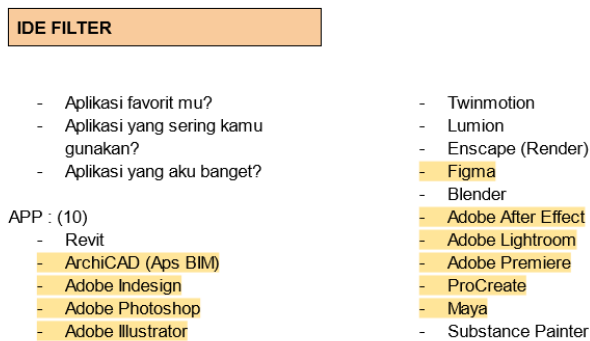 IDE FILTER
- Aplikasi favorit mu?
- Aplikasi yang sering kamu
gunakan?
- Aplikasi yang aku banget?
APP : (10)
- Revit
- ArchiCAD (Aps BIM)
- Adobe Indesign
- Adobe Photoshop
- Adobe Illustrator
- Twinmotion
- Lumion
- Enscape (Render)
- Figma
- Blender
- Adobe After Effect
- Adobe Lightroom
- Adobe Premiere
- ProCreate
- Maya
- Substance Painter